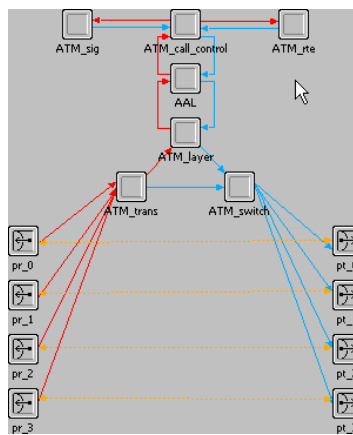 ATM_sig ATM_call_control ATM_rte
AAL
ATM_layer
ATM_trans ATM_switch
pr_0
pr_1
pr_2
pr_3